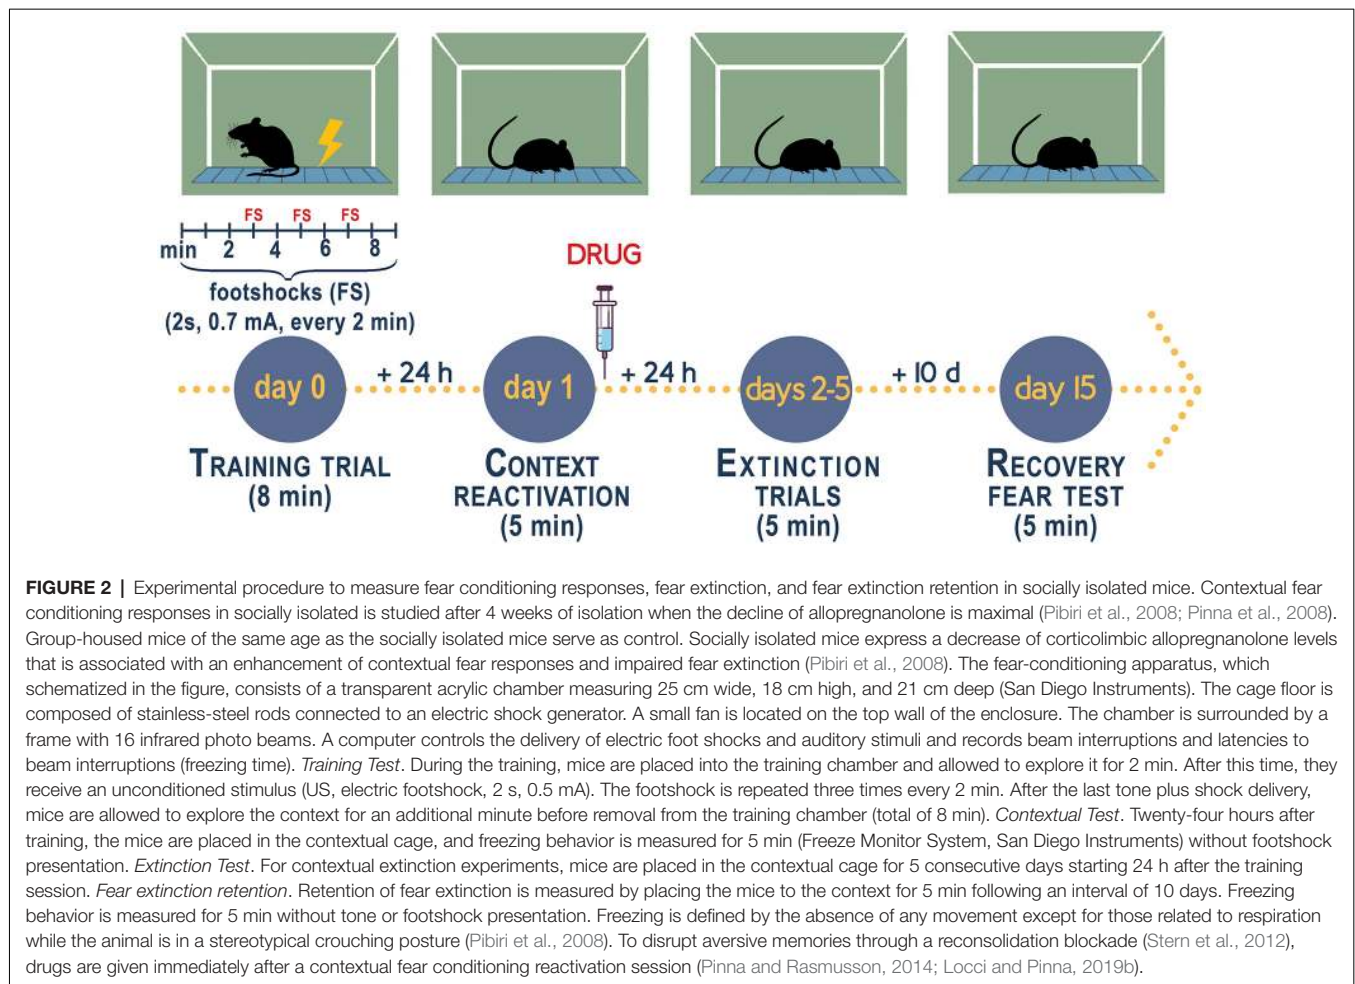 FS FS FS
min 2 4 6 8
footshocks (FS)
(2s, 0.7 mA, every 2 min)
DRUG
day 0
+ 24 h
day 1
+ 24 h
days 2-5
+ 10 d
day 15
TRAINING TRIAL
(8 min)
CONTEXT
REACTIVATION
(5 min)
EXTINCTION
TRIALS
(5 min)
RECOVERY
FEAR TEST
(5 min)
FIGURE 2 | Experimental procedure to measure fear conditioning responses, fear extinction, and fear extinction retention in socially isolated mice. Contextual fear
conditioning responses in socially isolated is studied after 4 weeks of isolation when the decline of allopregnanolone is maximal (Pibiri et al., 2008; Pinna et al., 2008).
Group-housed mice of the same age as the socially isolated mice serve as control. Socially isolated mice express a decrease of corticolimbic allopregnanolone levels
that is associated with an enhancement of contextual fear responses and impaired fear extinction (Pibiri et al., 2008). The fear-conditioning apparatus, which
schematized in the figure, consists of a transparent acrylic chamber measuring 25 cm wide, 18 cm high, and 21 cm deep (San Diego Instruments). The cage floor is
composed of stainless-steel rods connected to an electric shock generator. A small fan is located on the top wall of the enclosure. The chamber is surrounded by a
frame with 16 infrared photo beams. A computer controls the delivery of electric foot shocks and auditory stimuli and records beam interruptions and latencies to
beam interruptions (freezing time). Training Test. During the training, mice are placed into the training chamber and allowed to explore it for 2 min. After this time, they
receive an unconditioned stimulus (US, electric footshock, 2 s, 0.5 mA). The footshock is repeated three times every 2 min. After the last tone plus shock delivery,
mice are allowed to explore the context for an additional minute before removal from the training chamber (total of 8 min). Contextual Test. Twenty-four hours after
training, the mice are placed in the contextual cage, and freezing behavior is measured for 5 min (Freeze Monitor System, San Diego Instruments) without footshock
presentation. Extinction Test. For contextual extinction experiments, mice are placed in the contextual cage for 5 consecutive days starting 24 h after the training
session. Fear extinction retention. Retention of fear extinction is measured by placing the mice to the context for 5 min following an interval of 10 days. Freezing
behavior is measured for 5 min without tone or footshock presentation. Freezing is defined by the absence of any movement except for those related to respiration
while the animal is in a stereotypical crouching posture (Pibiri et al., 2008). To disrupt aversive memories through a reconsolidation blockade (Stern et al., 2012),
drugs are given immediately after a contextual fear conditioning reactivation session (Pinna and Rasmusson, 2014; Locci and Pinna, 2019b).